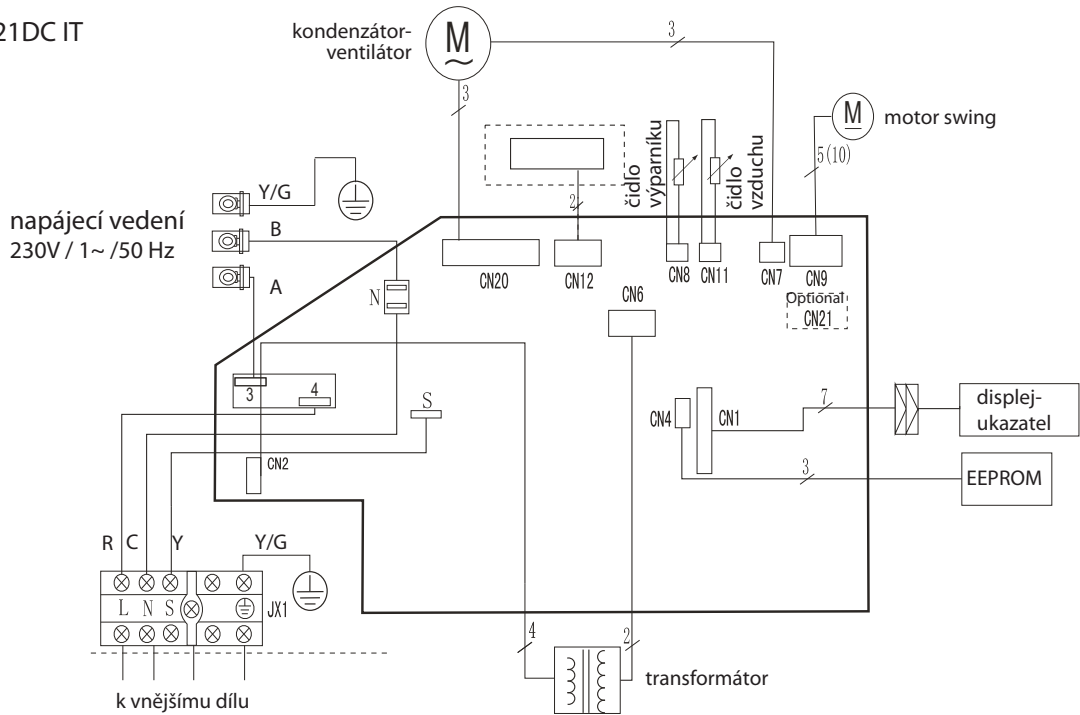 21DC IT
kondenzátor-
ventilátor
M
3
3
M
motor swing
5(10)
čidlo
výparníku
čidlo
vzduchu
2
Y/G
napájecí vedení
230V / 1~ /50 Hz
B
A
N
CN20
CN12
CN8
CN11
CN7
CN9
Optional
CN21
CN6
3
4
S
CN2
CN4
CN1
7
displej-
ukazatel
3
EEPROM
R
C
Y
Y/G
L
N
S
JX1
4
2
transformátor
k vnějšímu dílu